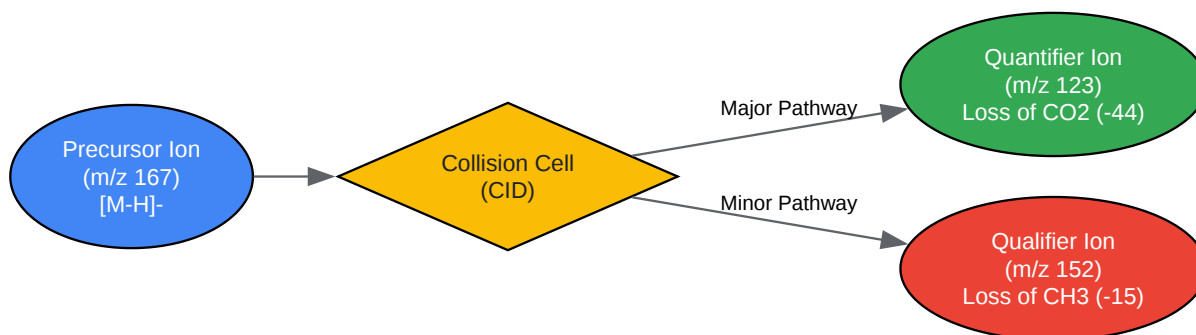 Precursor Ion
(m/z 167)
[M-H]-
Collision Cell
(CID)
Major Pathway
Minor Pathway
Quantifier Ion
(m/z 123)
Loss of CO2 (-44)
Qualifier Ion
(m/z 152)
Loss of CH3 (-15)